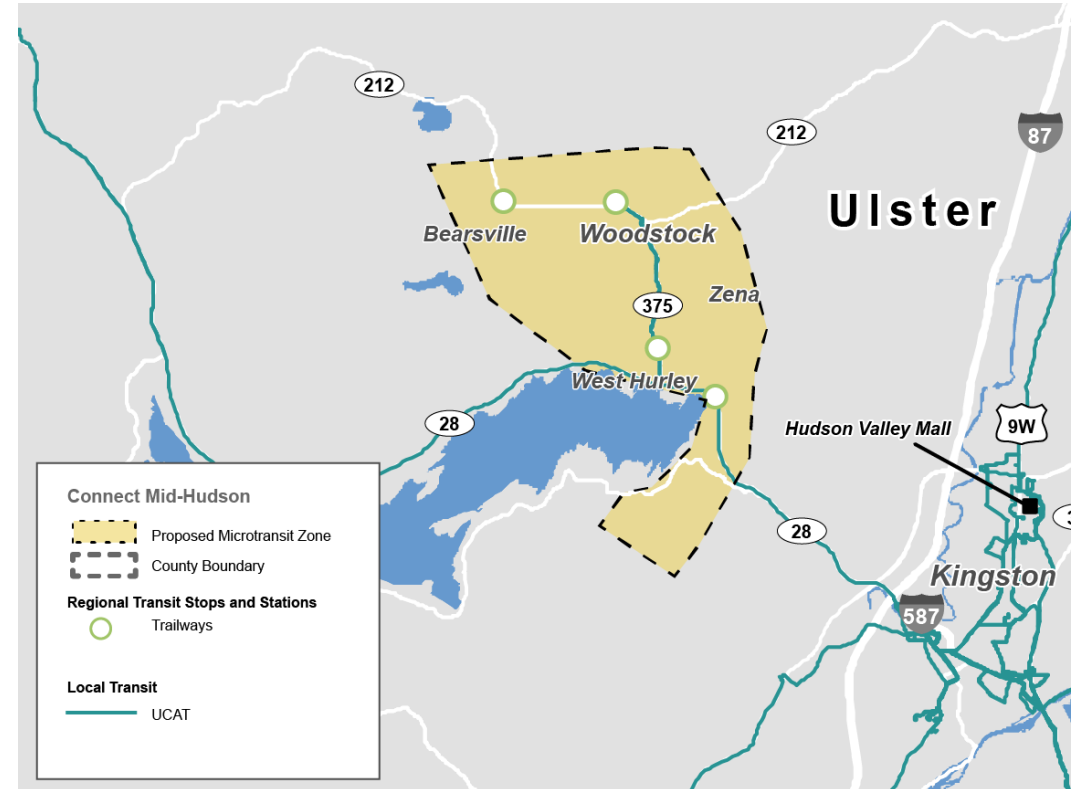 212
212
87
Ulster
Bearsville
Woodstock
Zena
375
West Hurley
28
Hudson Valley Mall
9W
28
Kingston
587
Connect Mid-Hudson
Proposed Microtransit Zone
County Boundary
Regional Transit Stops and Stations
Trailways
Local Transit
UCAT